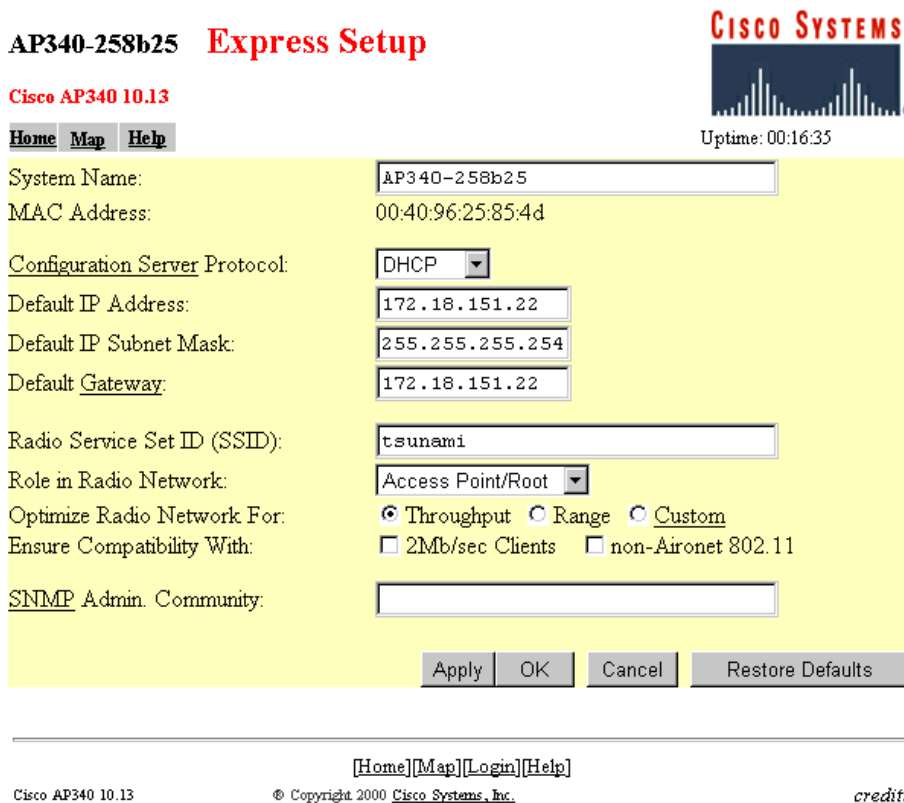 AP340-258b25 Express Setup
CISCO SYSTEMS
Cisco AP340 10.13
Home Map Help
Uptime: 00:16:35
System Name: AP340-258b25
MAC Address: 00:40:96:25:85:4d
Configuration Server Protocol: DHCP
Default IP Address: 172.18.151.22
Default IP Subnet Mask: 255.255.255.254
Default Gateway: 172.18.151.22
Radio Service Set ID (SSID): tsunami
Role in Radio Network: Access Point/Root
Optimize Radio Network For: Throughput Range Custom
Ensure Compatibility With: 2Mb/sec Clients non-Aironet 802.11
SNMP Admin. Community:
Apply OK Cancel Restore Defaults
[Home][Map][Login][Help]
Cisco AP340 10.13 © Copyright 2000 Cisco Systems, Inc. credit